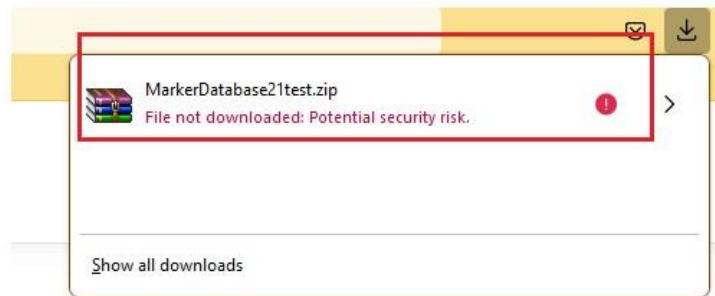 MarkerDatabase21test.zip
File not downloaded: Potential security risk.
Show all downloads